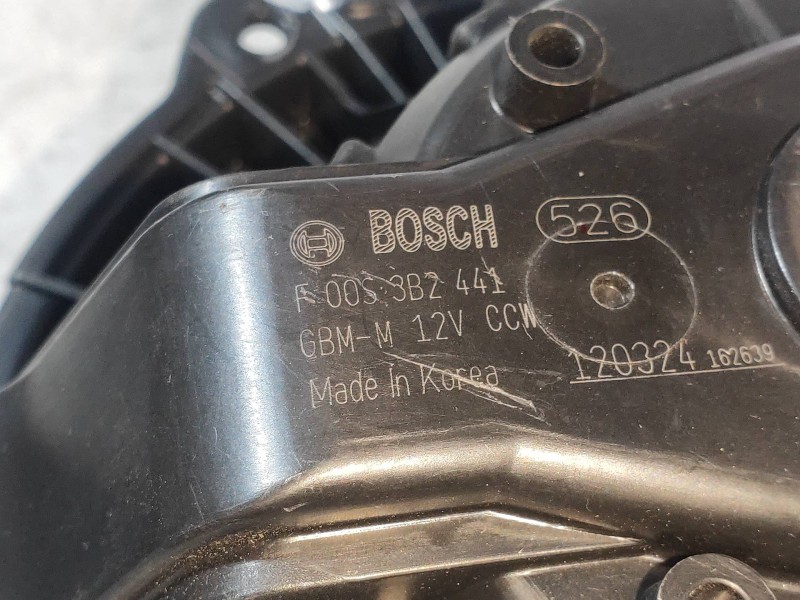 BOSCH 526
F 00S 3B2 441
GBM-M 12V CCW
120324 162639
Made In Korea